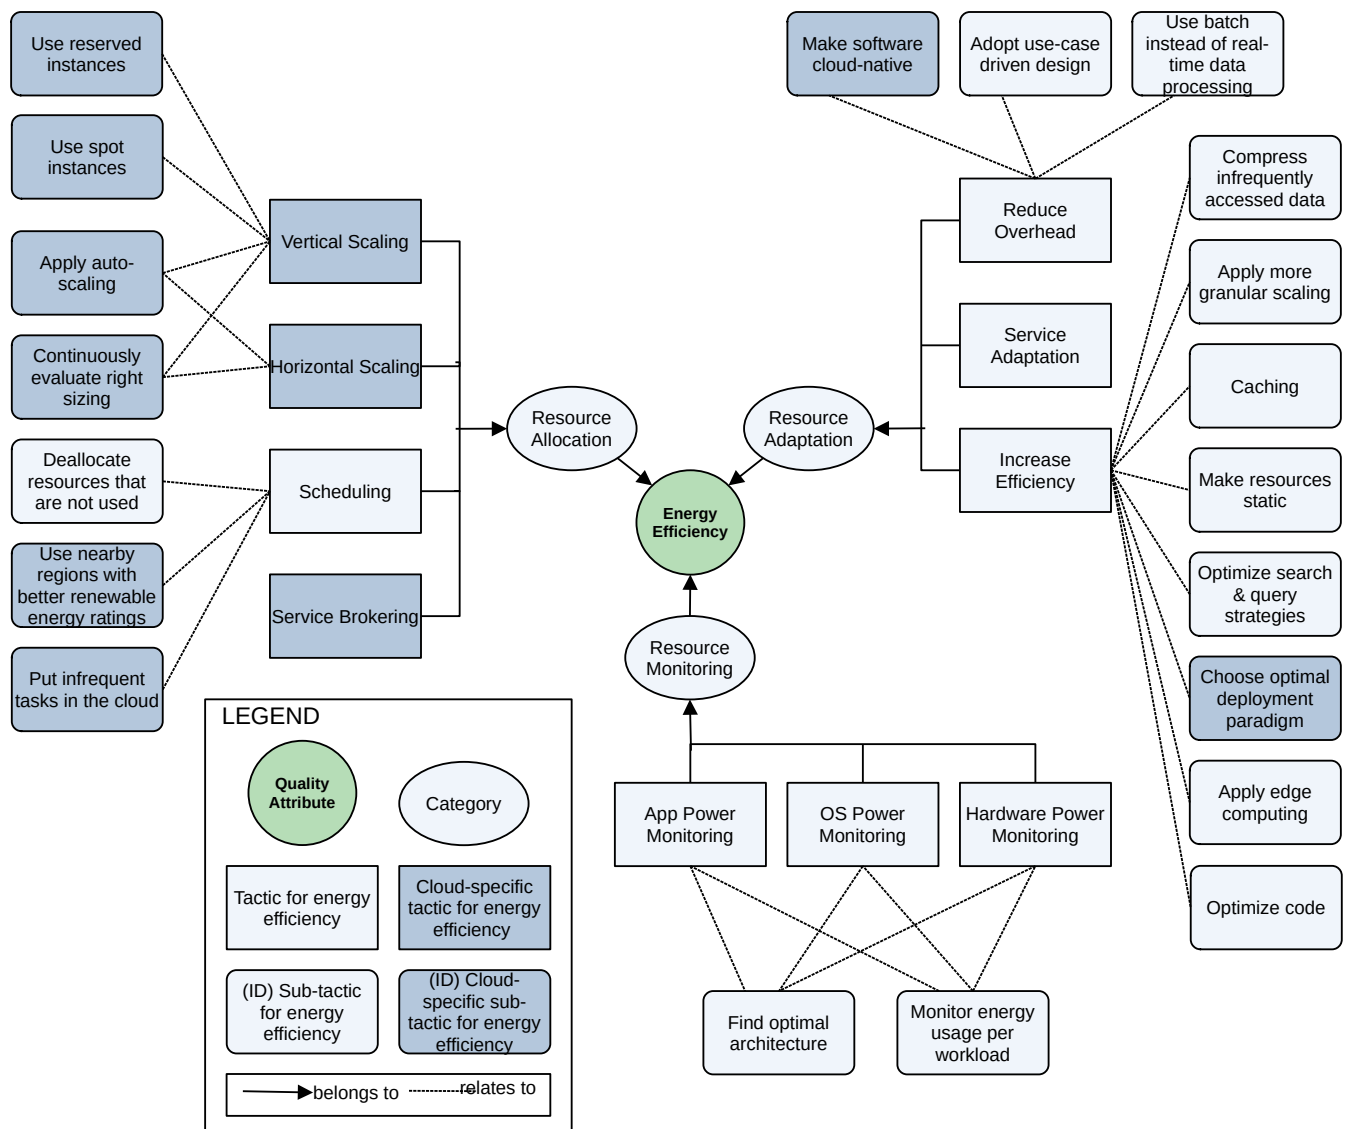 Use reserved
instances
Use spot
instances
Apply auto-
scaling
Continuously
evaluate right
sizing
Deallocate
resources that
are not used
Use nearby
regions with
better renewable
energy ratings
Put infrequent
tasks in the cloud
Vertical Scaling
Horizontal Scaling
Scheduling
Service Brokering
Resource
Allocation
Resource
Adaptation
Energy
Efficiency
Resource
Monitoring
Make software
cloud-native
Adopt use-case
driven design
Use batch
instead of real-
time data
processing
Reduce
Overhead
Service
Adaptation
Increase
Efficiency
Compress
infrequently
accessed data
Apply more
granular scaling
Caching
Make resources
static
Optimize search
& query
strategies
Choose optimal
deployment
paradigm
Apply edge
computing
Optimize code
App Power
Monitoring
OS Power
Monitoring
Hardware Power
Monitoring
Find optimal
architecture
Monitor energy
usage per
workload
LEGEND
Quality
Attribute
Category
Tactic for energy
efficiency
Cloud-specific
tactic for energy
efficiency
(ID) Sub-tactic
for energy
efficiency
(ID) Cloud-
specific sub-
tactic for energy
efficiency
belongs to
relates to